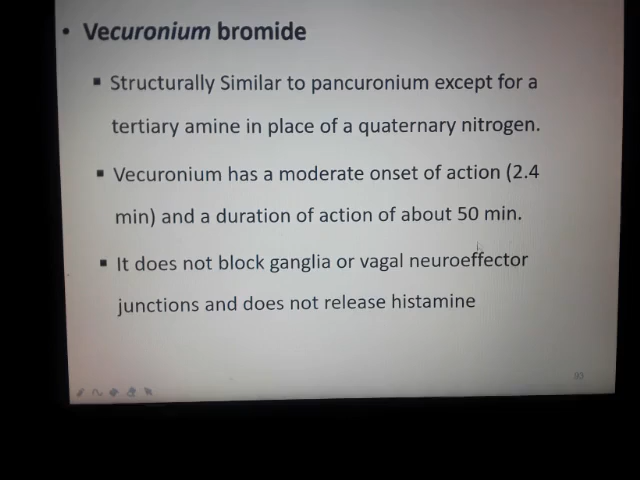 • Vecuronium bromide
▪ Structurally Similar to pancuronium except for a
tertiary amine in place of a quaternary nitrogen.
▪ Vecuronium has a moderate onset of action (2.4
min) and a duration of action of about 50 min.
▪ It does not block ganglia or vagal neuroeffector
junctions and does not release histamine
93